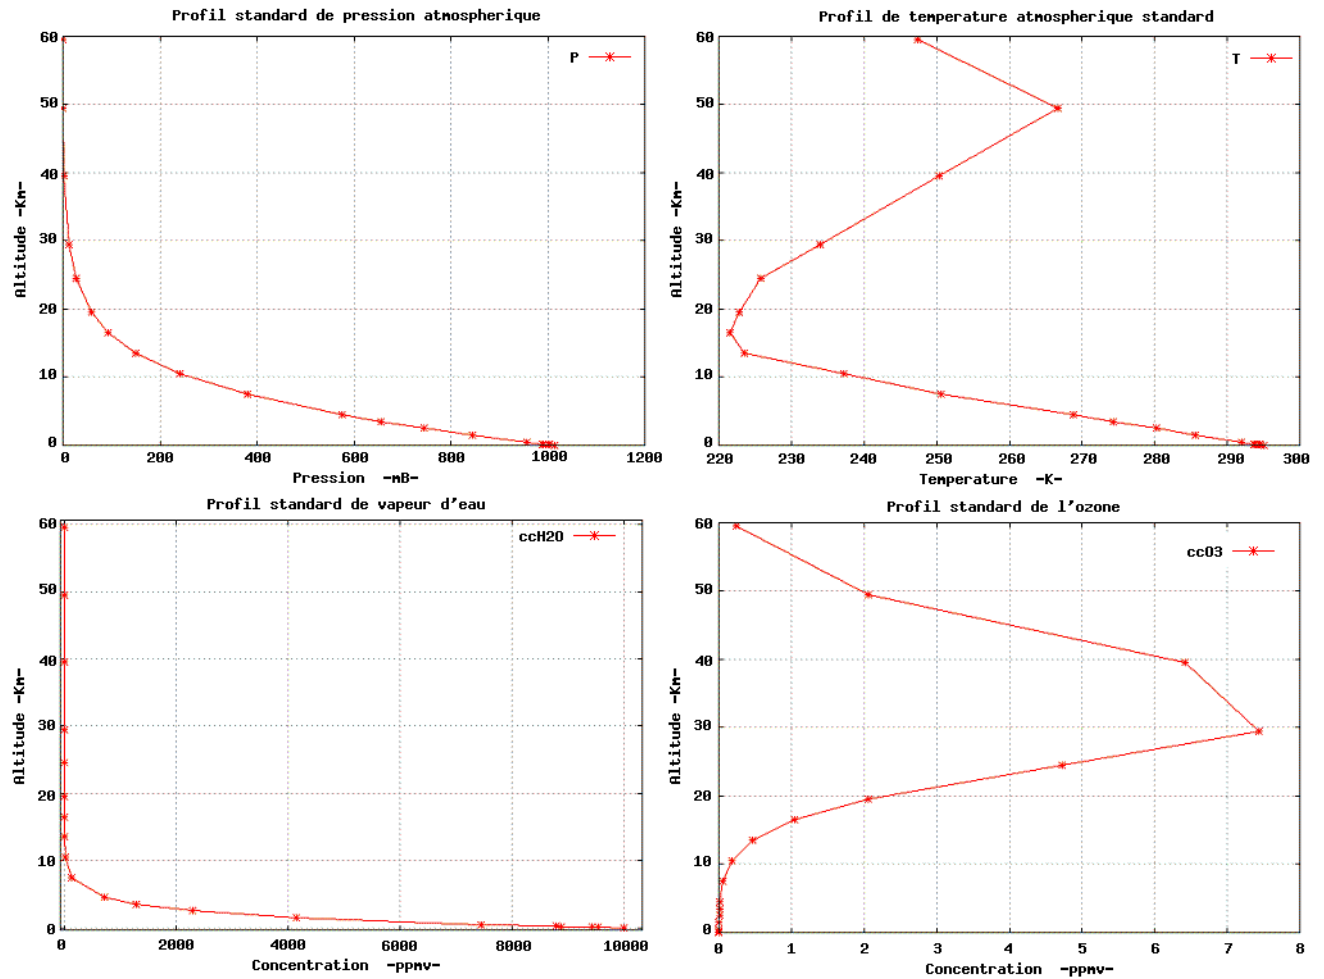 Profil standard de pression atmospherique
P
60
50
40
30
20
10
0
Altitude -Km-
0 200 400 600 800 1000 1200
Pression -mB-
Profil de temperature atmospherique standard
T
60
50
40
30
20
10
0
Altitude -Km-
220 230 240 250 260 270 280 290 300
Temperature -K-
Profil standard de vapeur d'eau
ccH2O
60
50
40
30
20
10
0
Altitude -Km-
0 2000 4000 6000 8000 10000
Concentration -ppmv-
Profil standard de l'ozone
ccO3
60
50
40
30
20
10
0
Altitude -Km-
0 1 2 3 4 5 6 7 8
Concentration -ppmv-